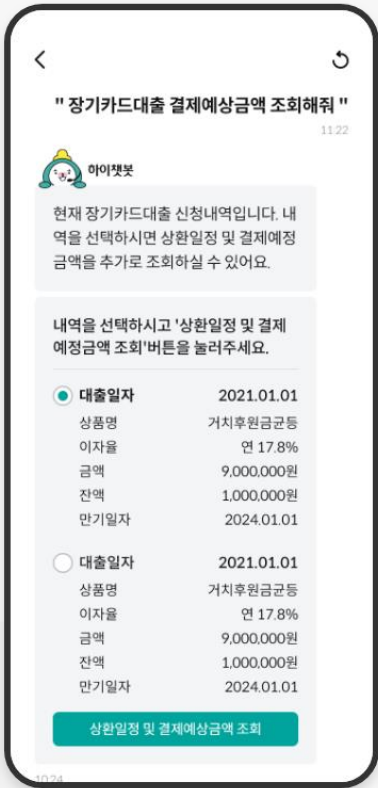 " 장기카드대출 결제예상금액 조회해줘 "
11:22
하이챗봇
현재 장기카드대출 신청내역입니다. 내
역을 선택하시면 상환일정 및 결제예정
금액을 추가로 조회하실 수 있어요.
내역을 선택하시고 '상환일정 및 결제
예정금액 조회'버튼을 눌러주세요.
대출일자 2021.01.01
상품명 거치후원금균등
이자율 연 17.8%
금액 9,000,000원
잔액 1,000,000원
만기일자 2024.01.01
대출일자 2021.01.01
상품명 거치후원금균등
이자율 연 17.8%
금액 9,000,000원
잔액 1,000,000원
만기일자 2024.01.01
상환일정 및 결제예상금액 조회
10:24